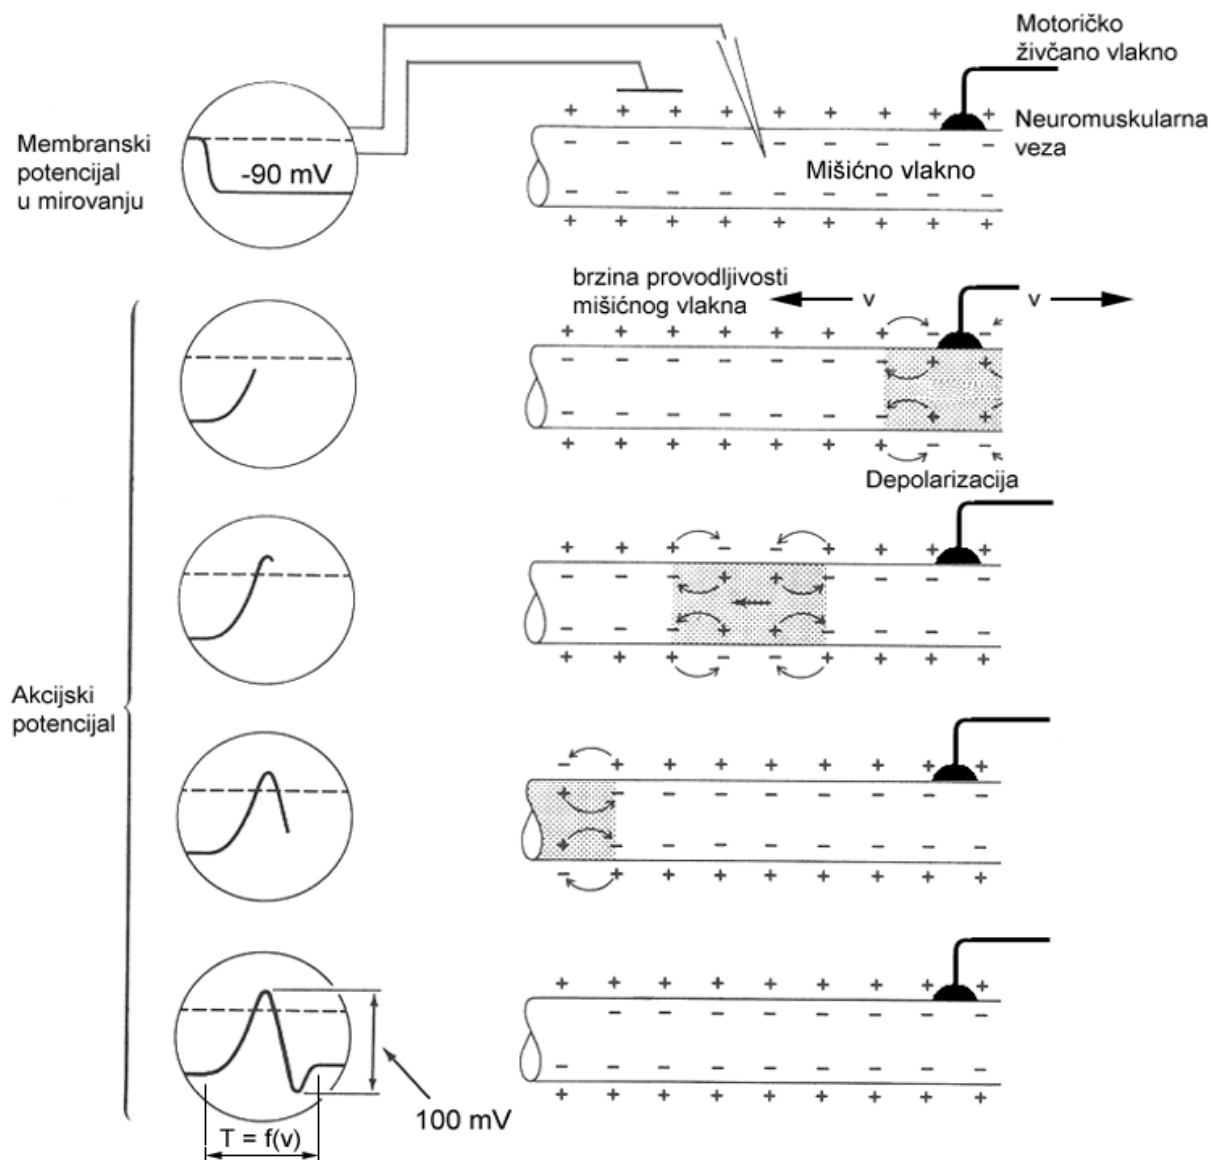 Motoričko
živčano vlakno
Membranski
potencijal
u mirovanju
-90 mV
Neuromuskularna
veza
Mišićno vlakno
brzina provodljivosti
mišićnog vlakna
v
v
Depolarizacija
Akcijski
potencijal
100 mV
T = f(v)